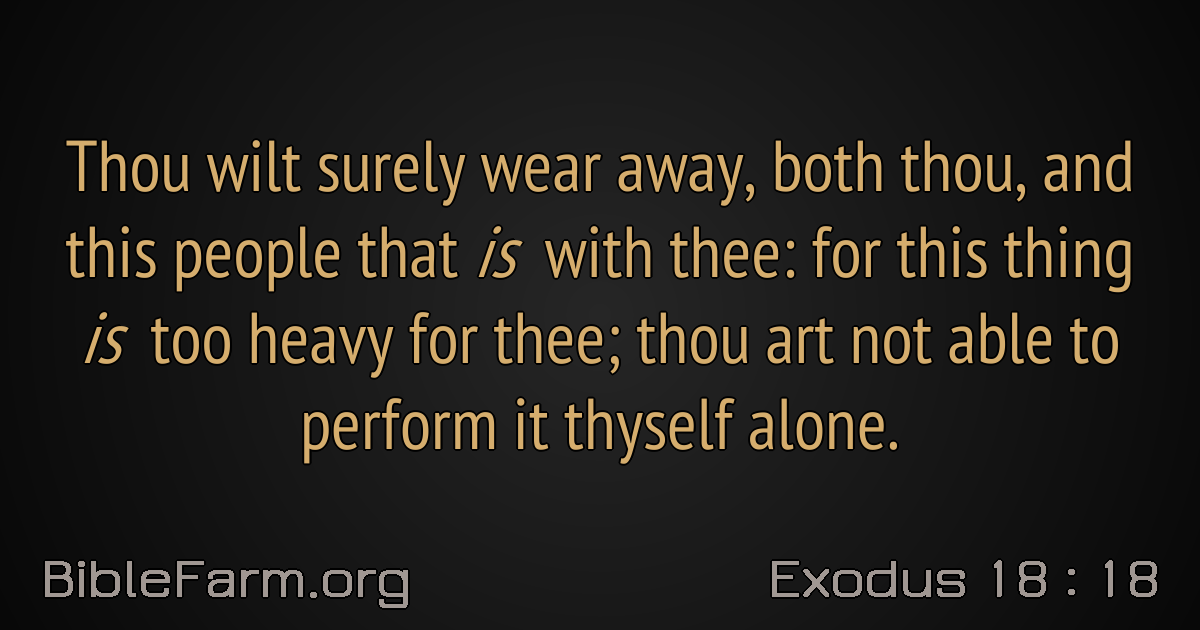 Thou wilt surely wear away, both thou, and
this people that is with thee: for this thing
is too heavy for thee; thou art not able to
perform it thyself alone.
BibleFarm.org
Exodus 18 : 18